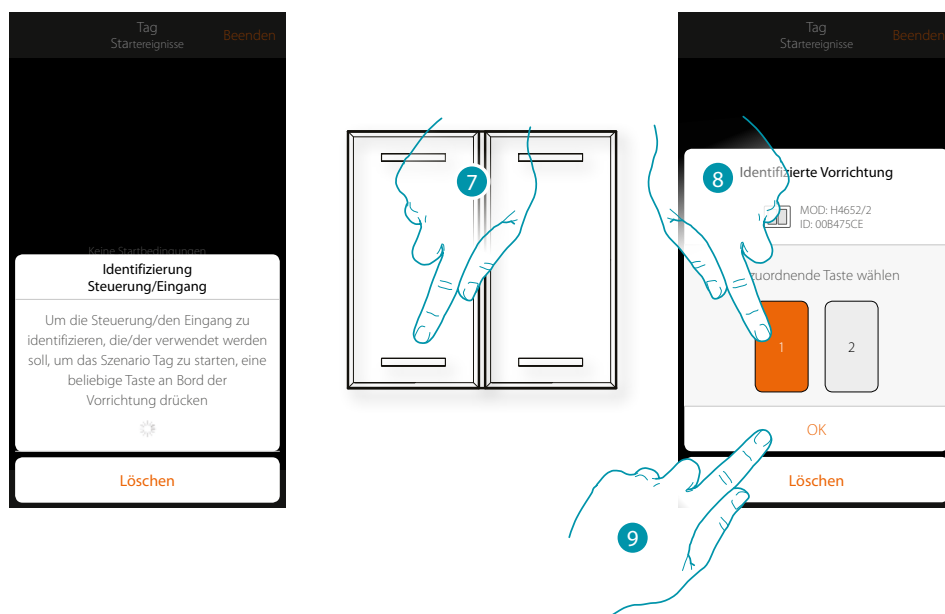 Tag
Startereignisse
Beenden
Keine Startbedingungen
Identifizierung
Steuerung/Eingang
Um die Steuerung/den Eingang zu
identifizieren, die/der verwendet werden
soll, um das Szenario Tag zu starten, eine
beliebige Taste an Bord der
Vorrichtung drücken
Löschen
7
Tag
Startereignisse
Beenden
8
Identifizierte Vorrichtung
MOD: H4652/2
ID: 00B475CE
zuordnende Taste wählen
1
2
OK
Löschen
9